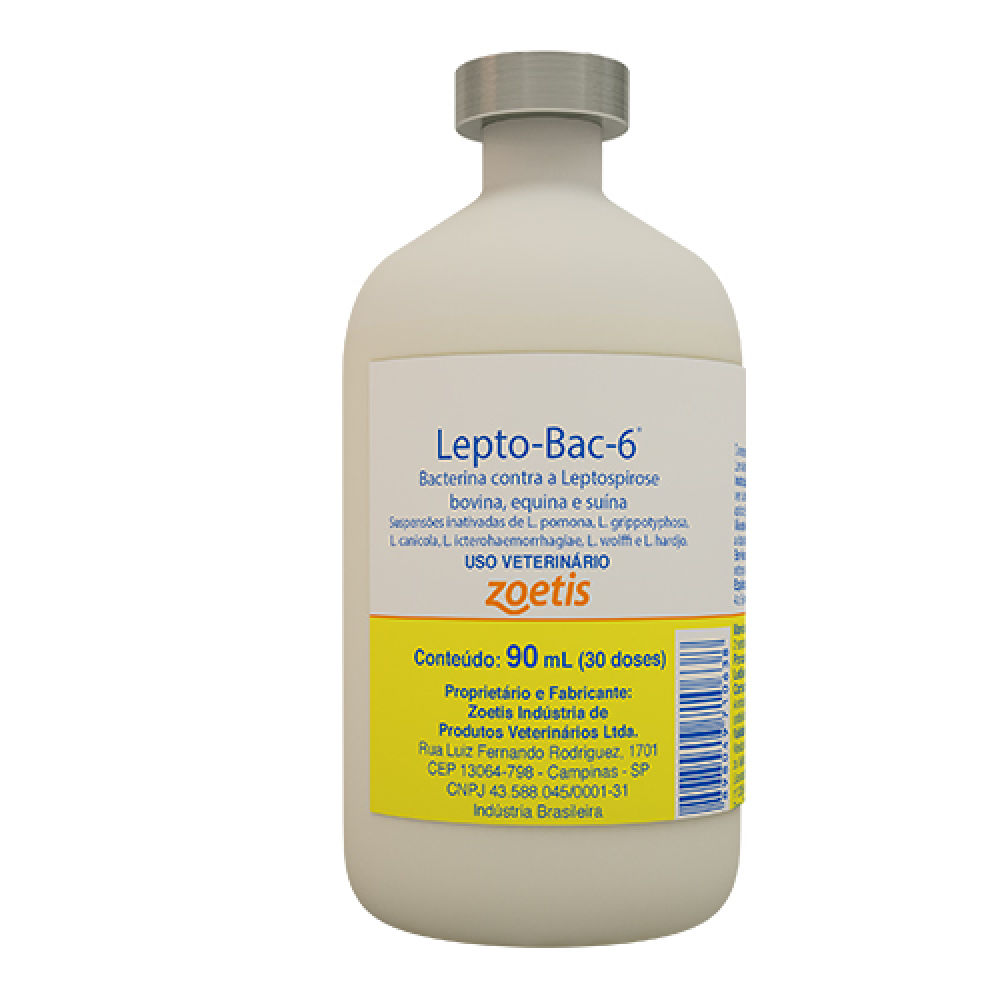 Lepto-Bac-6®
Bacterina contra a Leptospirose
bovina, equina e suína
Suspensões inativadas de L. pomona, L. grippotyphosa,
L. canicola, L. icterohaemorrhagiae, L. wolffi e L. hardjo.
USO VETERINÁRIO
zoetis
Conteúdo: 90 mL (30 doses)
Proprietário e Fabricante:
Zoetis Indústria de
Produtos Veterinários Ltda.
Rua Luiz Fernando Rodriguez, 1701
CEP 13064-798 - Campinas - SP
CNPJ 43.588.045/0001-31
Indústria Brasileira